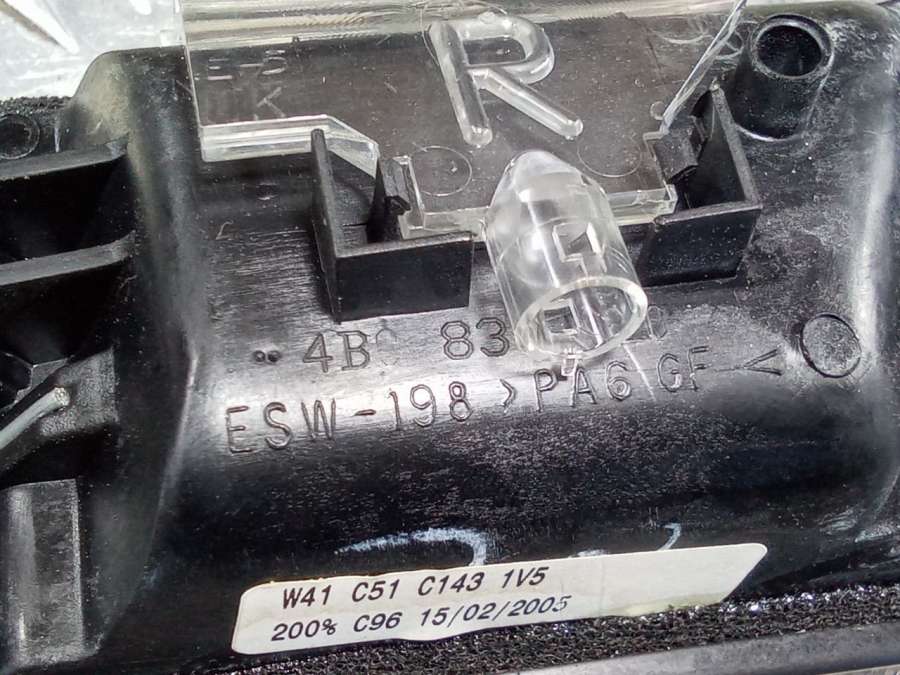 R
4B 83
ESW-198 >PA6 GF<
W41 C51 C143 1V5
200% C96 15/02/2005